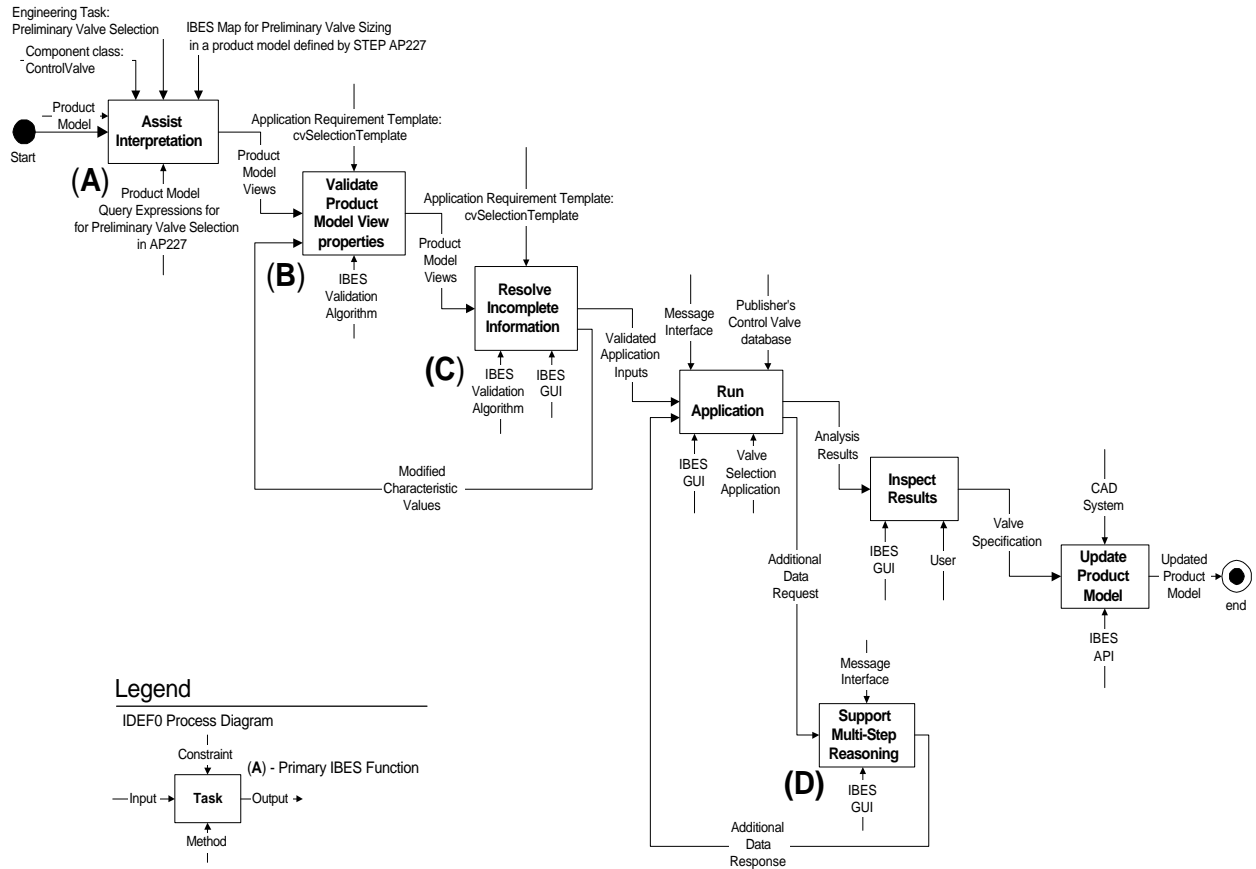 Engineering Task:
Preliminary Valve Selection
IBES Map for Preliminary Valve Sizing
in a product model defined by STEP AP227
Component class:
ControlValve
Product
Model
Start
Assist
Interpretation
(A)
Product Model
Query Expressions for
for Preliminary Valve Selection
in AP227
Product
Model
Views
Application Requirement Template:
cvSelectionTemplate
Validate
Product
Model View
properties
(B)
IBES
Validation
Algorithm
Product
Model
Views
Application Requirement Template:
cvSelectionTemplate
Resolve
Incomplete
Information
(C)
IBES
Validation
Algorithm
IBES
GUI
Modified
Characteristic
Values
Validated
Application
Inputs
Message
Interface
Publisher's
Control Valve
database
Run
Application
IBES
GUI
Valve
Selection
Application
Analysis
Results
Inspect
Results
IBES
GUI
User
Valve
Specification
CAD
System
Update
Product
Model
IBES
API
Updated
Product
Model
end
Additional
Data
Request
Message
Interface
Support
Multi-Step
Reasoning
(D)
IBES
GUI
Additional
Data
Response
Legend
IDEF0 Process Diagram
Constraint
(A) - Primary IBES Function
Input
Task
Output
Method